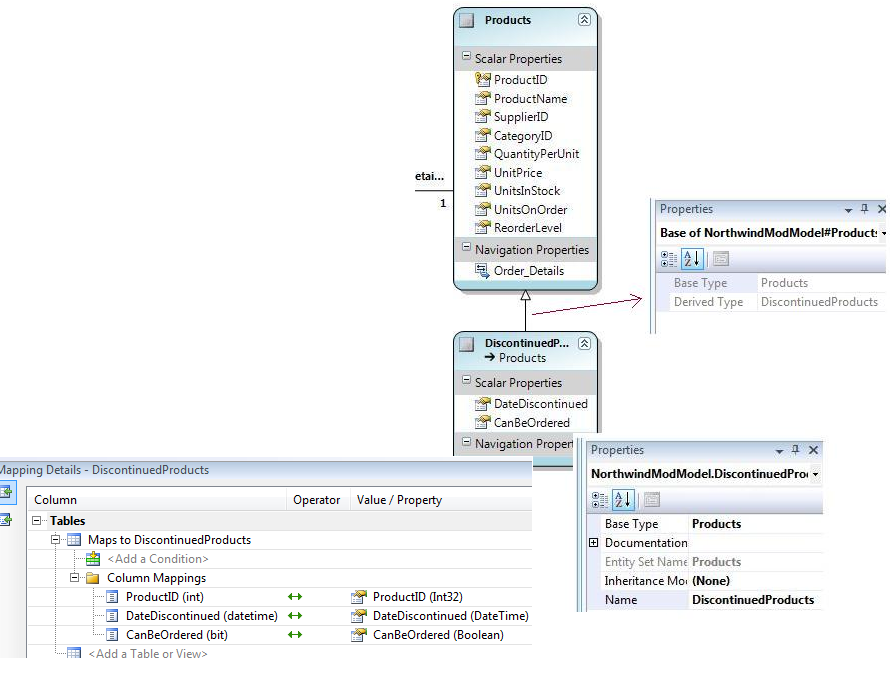 Products
Scalar Properties
ProductID
ProductName
SupplierID
CategoryID
QuantityPerUnit
UnitPrice
UnitsInStock
UnitsOnOrder
ReorderLevel
Navigation Properties
Order_Details
etai...
1
Properties
Base of NorthwindModModel#Products
Base Type Products
Derived Type DiscontinuedProducts
DiscontinuedP...
Products
Scalar Properties
DateDiscontinued
CanBeOrdered
Navigation Propert
Mapping Details - DiscontinuedProducts
Column Operator Value / Property
Tables
Maps to DiscontinuedProducts
<Add a Condition>
Column Mappings
ProductID (int) ProductID (Int32)
DateDiscontinued (datetime) DateDiscontinued (DateTime)
CanBeOrdered (bit) CanBeOrdered (Boolean)
<Add a Table or View>
Properties
NorthwindModModel.DiscontinuedProd
Base Type Products
Documentation
Entity Set Name Products
Inheritance Mod (None)
Name DiscontinuedProducts